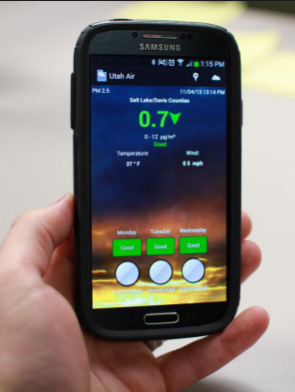 SAMSUNG
1:15 PM
Utah Air
PM 2.5 11/04/13 13:14 PM
Salt Lake/Davis Counties
0.7
0 - 12 µg/m³
Good
Temperature: Wind:
37 ° F 5.5 mph
Monday Tuesday Wednesday
Good Good Good